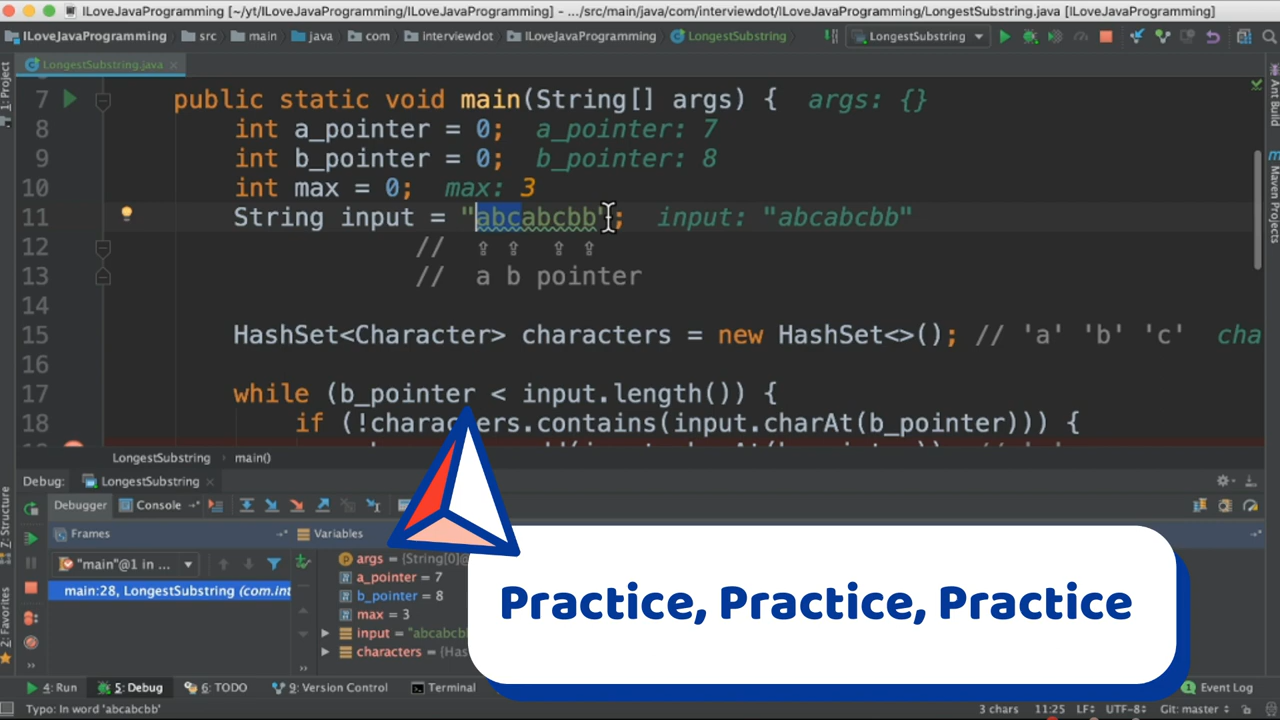 ILoveJavaProgramming [~/yt/ILoveJavaProgramming/ILoveJavaProgramming] - .../src/main/java/com/interviewdot/ILoveJavaProgramming/LongestSubstring.java [ILoveJavaProgramming]
ILoveJavaProgramming src main java com interviewdot ILoveJavaProgramming LongestSubstring LongestSubstring
LongestSubstring.java
1: Project
Ant Build
Maven Projects
7 public static void main(String[] args) { args: {}
8 int a_pointer = 0; a_pointer: 7
9 int b_pointer = 0; b_pointer: 8
10 int max = 0; max: 3
11 String input = "abcabcbb"; input: "abcabcbb"
12 // ⇧ ⇧ ⇧ ⇧
13 // a b pointer
14
15 HashSet<Character> characters = new HashSet<>(); // 'a' 'b' 'c' cha
16
17 while (b_pointer < input.length()) {
18 if (!characters.contains(input.charAt(b_pointer))) {
LongestSubstring main()
Debug: LongestSubstring
Debugger Console
Frames Variables
"main"@1 in ...
main:28, LongestSubstring (com.int
args = {String[0]@
a_pointer = 7
b_pointer = 8
max = 3
input = "abcabcbb
characters = {Has
Practice, Practice, Practice
Z: Structure
2: Favorites
4: Run 5: Debug 6: TODO 9: Version Control Terminal 1 Event Log
Typo: In word 'abcabcbb' 3 chars 11:25 LF UTF-8 Git: master